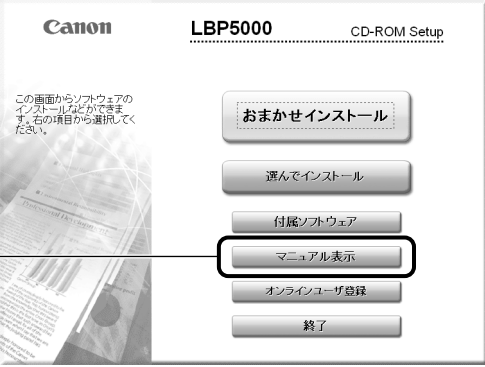 Canon
LBP5000
CD-ROM Setup
この画面からソフトウェアの
インストールなどができま
す。右の項目から選択してく
ださい。
おまかせインストール
選んでインストール
付属ソフトウェア
マニュアル表示
オンラインユーザ登録
終了